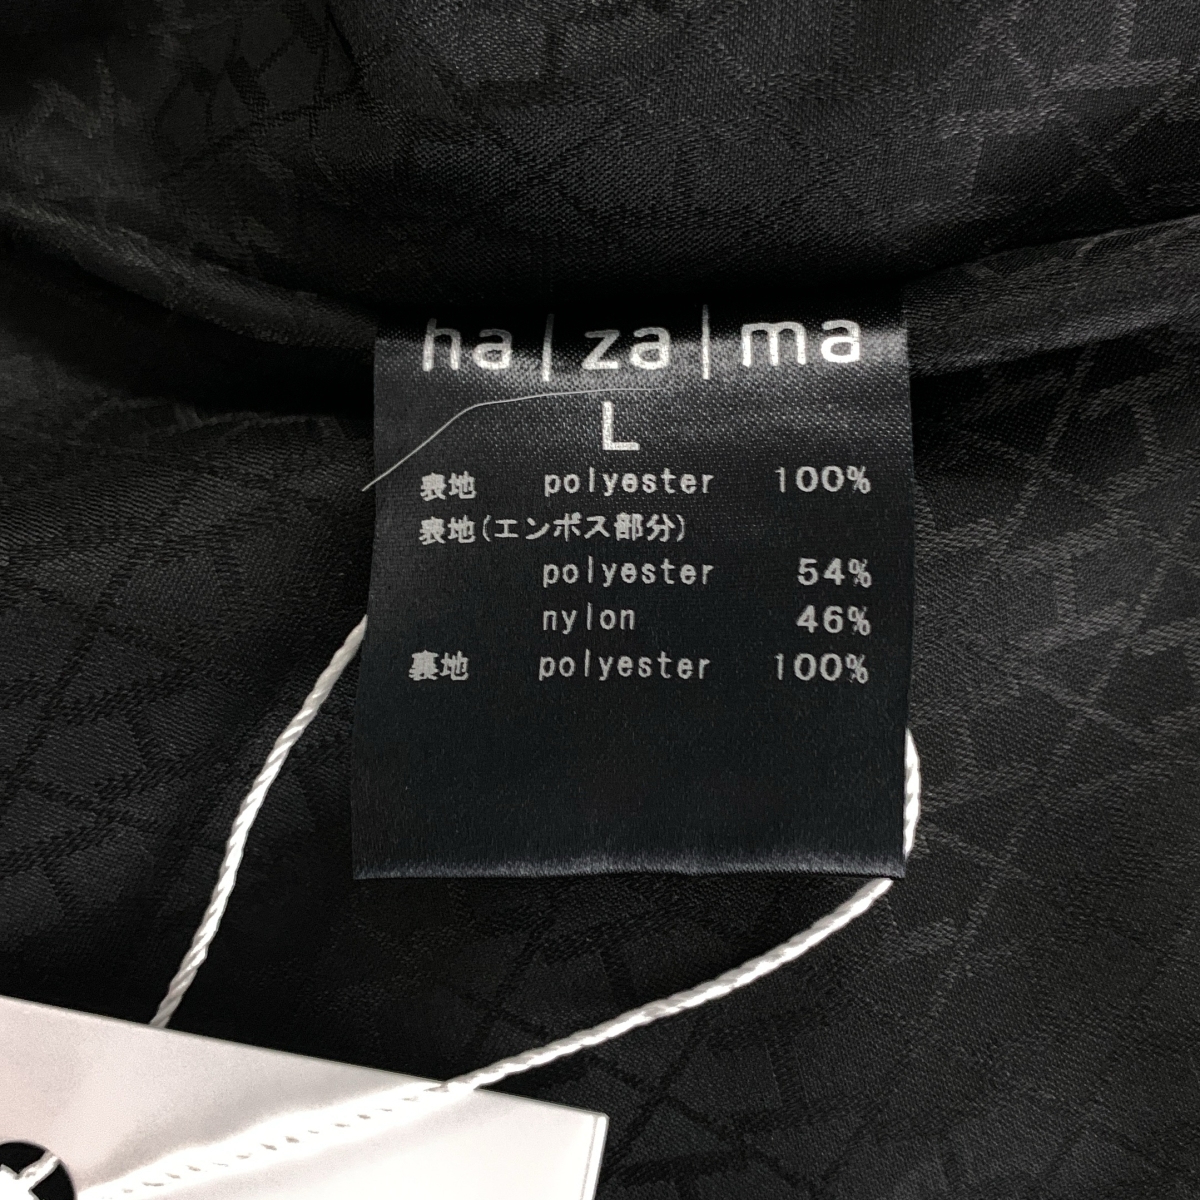 ha|za|ma
L
表地 polyester 100%
表地(エンボス部分)
polyester 54%
nylon 46%
裏地 polyester 100%